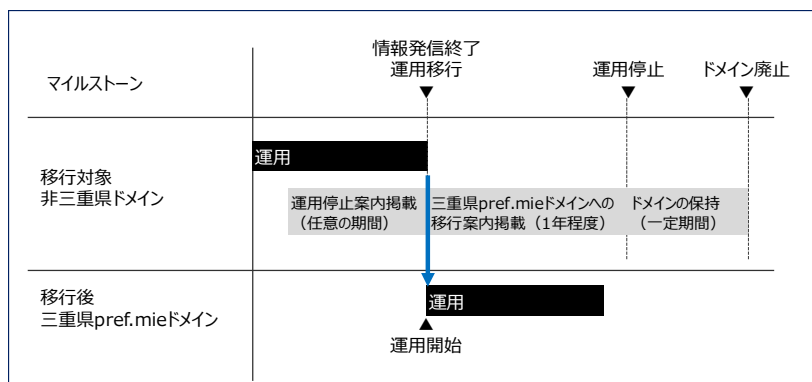 情報発信終了
運用移行
運用停止
ドメイン廃止
マイルストーン
運用
移行対象
非三重県ドメイン
運用停止案内掲載
（任意の期間）
三重県pref.mieドメインへの
移行案内掲載（1年程度）
ドメインの保持
（一定期間）
移行後
三重県pref.mieドメイン
運用
運用開始